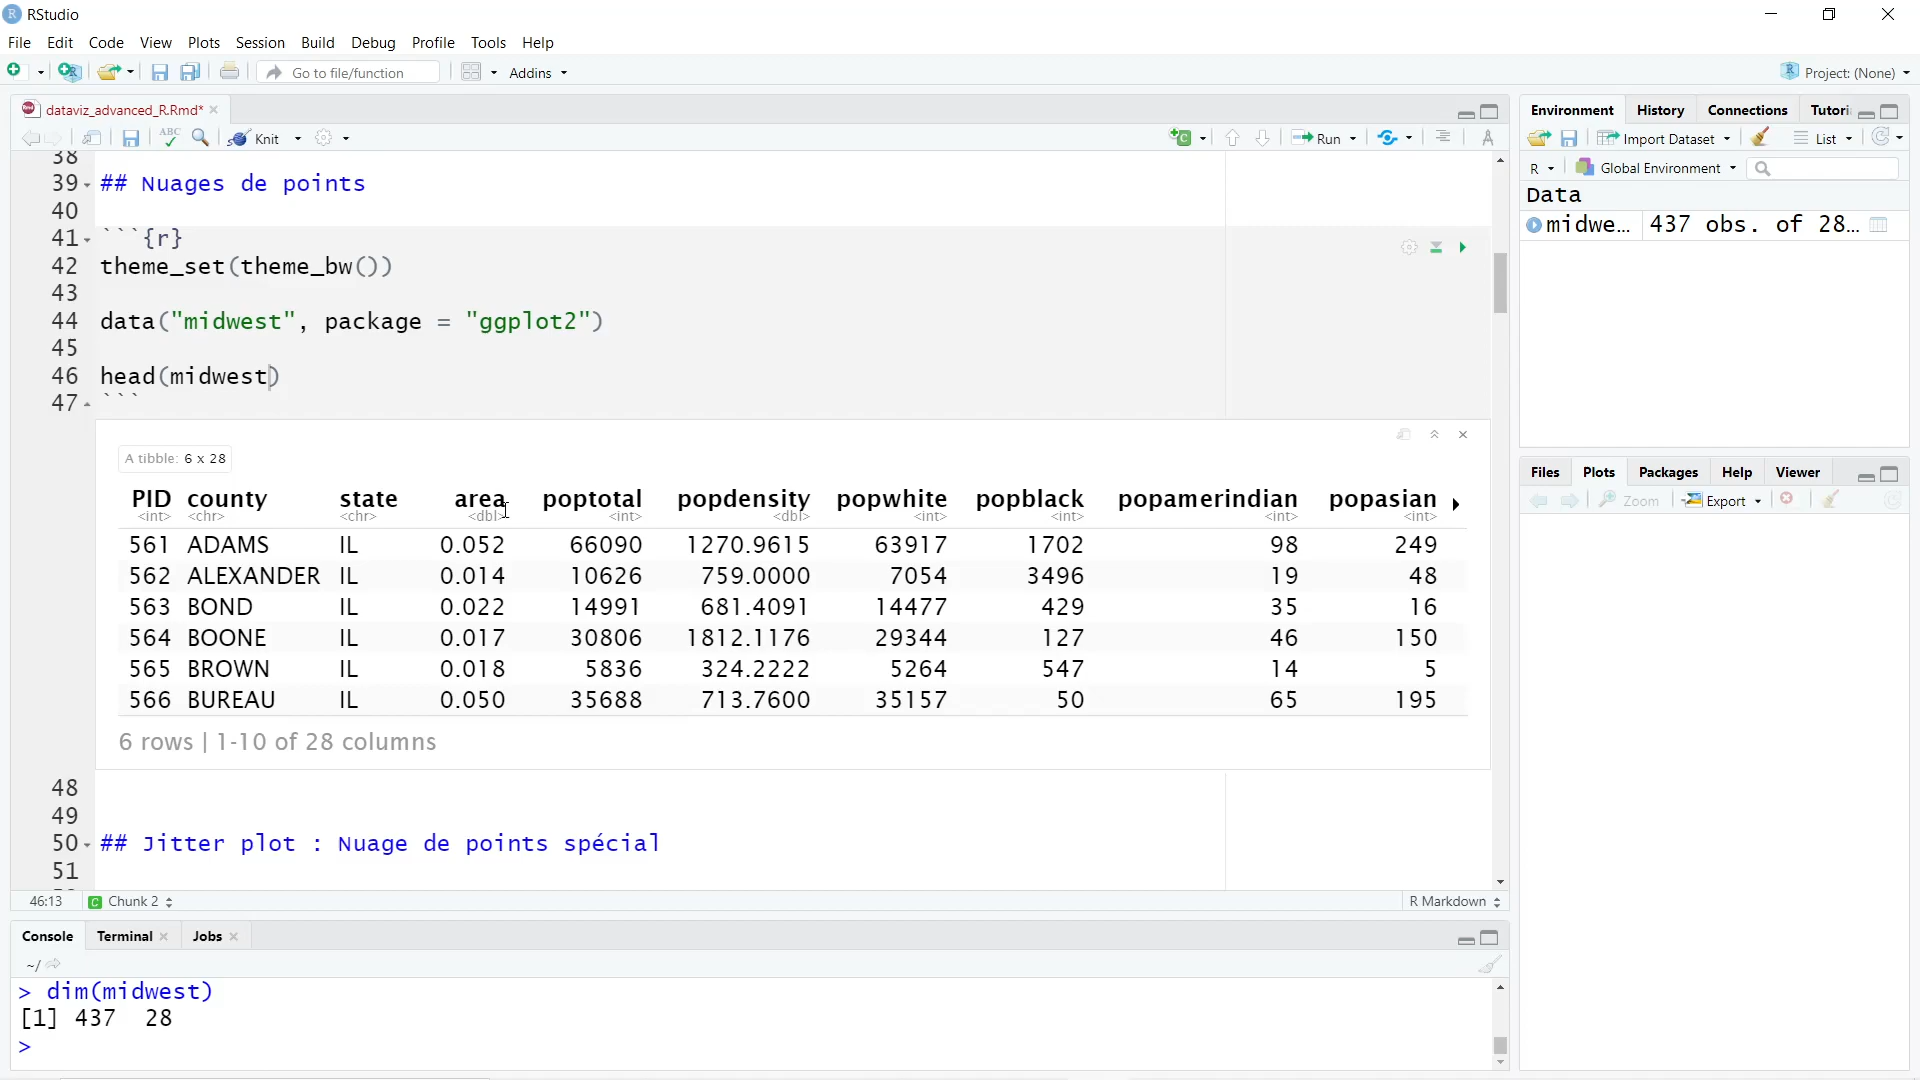 RStudio
File Edit Code View Plots Session Build Debug Profile Tools Help
Go to file/function Addins Project: (None)
dataviz_advanced_R.Rmd*
ABC Knit Run
38
39 ## Nuages de points
40
41 ```{r}
42 theme_set(theme_bw())
43
44 data("midwest", package = "ggplot2")
45
46 head(midwest)
47 ```
A tibble: 6 x 28
PID county state area poptotal popdensity popwhite popblack popamerindian popasian
<int> <chr> <chr> <dbl> <int> <dbl> <int> <int> <int> <int>
561 ADAMS IL 0.052 66090 1270.9615 63917 1702 98 249
562 ALEXANDER IL 0.014 10626 759.0000 7054 3496 19 48
563 BOND IL 0.022 14991 681.4091 14477 429 35 16
564 BOONE IL 0.017 30806 1812.1176 29344 127 46 150
565 BROWN IL 0.018 5836 324.2222 5264 547 14 5
566 BUREAU IL 0.050 35688 713.7600 35157 50 65 195
6 rows | 1-10 of 28 columns
48
49
50 ## Jitter plot : Nuage de points spécial
51
46:13 Chunk 2 R Markdown
Console Terminal Jobs
~/
> dim(midwest)
[1] 437 28
>
Environment History Connections Tutori
Import Dataset List
R Global Environment
Data
midwe... 437 obs. of 28...
Files Plots Packages Help Viewer
Zoom Export